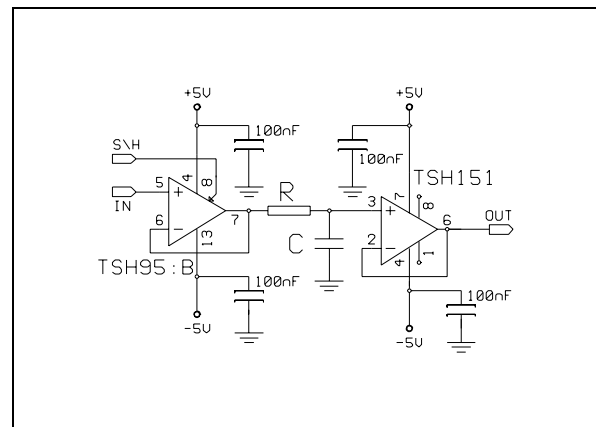 +5V
+5V
100nF
100nF
S\H
4
8
7
8
TSH151
IN
5
+
R
3
+
6
OUT
6
-
7
C
2
-
13
4
1
TSH95:B
100nF
100nF
-5V
-5V